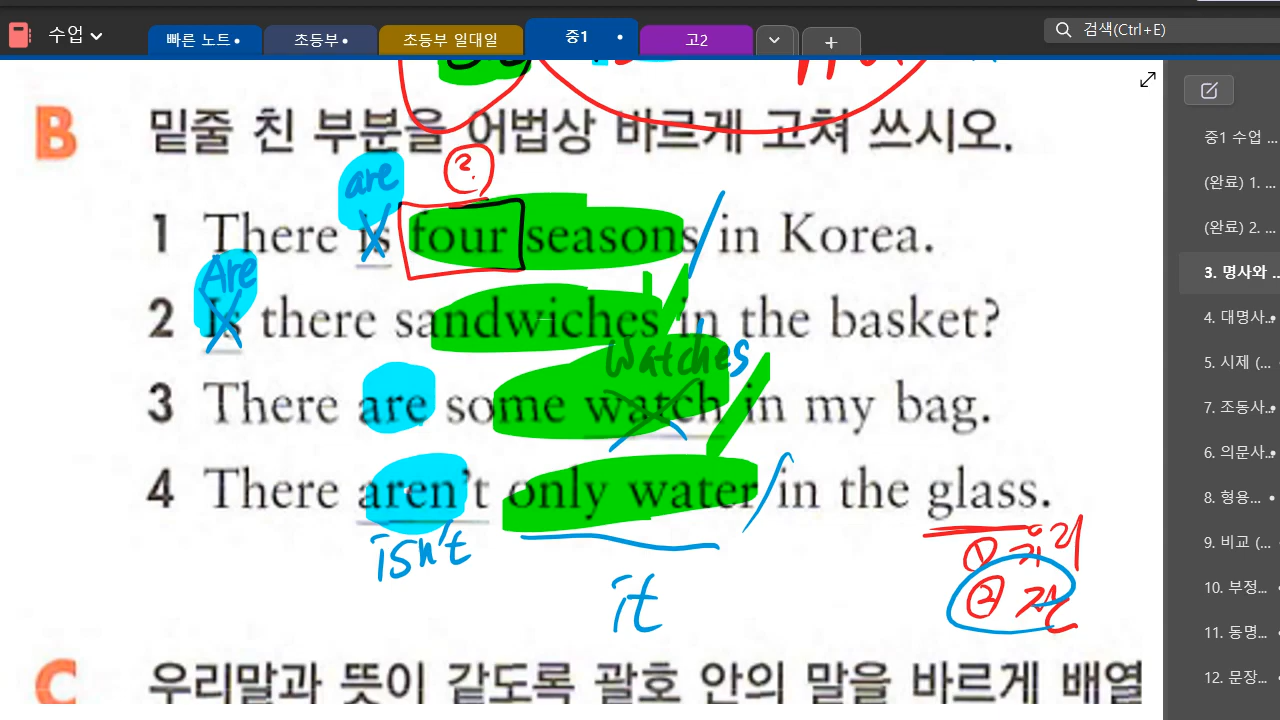 수업
빠른 노트
초등부
초등부 일대일
중1
고2
검색(Ctrl+E)
B 밑줄 친 부분을 어법상 바르게 고쳐 쓰시오.
are
?
1 There is four seasons in Korea.
Are
2 Is there sandwiches in the basket?
watches
3 There are some watch in my bag.
4 There aren't only water in the glass.
isn't
it
① 유리
② 잔
C 우리말과 뜻이 같도록 괄호 안의 말을 바르게 배열
중1 수업 ...
(완료) 1. ...
(완료) 2. ...
3. 명사와 ...
4. 대명사...
5. 시제 (...
7. 조동사...
6. 의문사...
8. 형용...
9. 비교 (...
10. 부정...
11. 동명...
12. 문장...